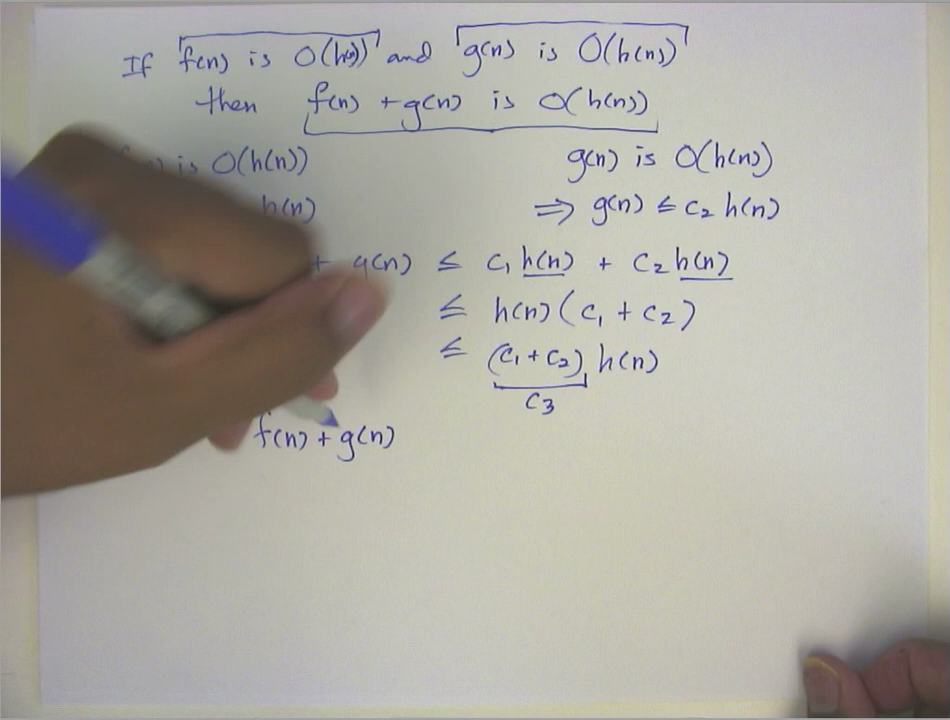 If f(n) is O(h(n)) and g(n) is O(h(n))
then f(n) + g(n) is O(h(n))
is O(h(n)) g(n) is O(h(n))
h(n) ⇒ g(n) ≤ c₂ h(n)
+ g(n) ≤ c₁ h(n) + c₂ h(n)
≤ h(n) (c₁ + c₂)
≤ (c₁ + c₂) h(n)
c₃
f(n) + g(n)